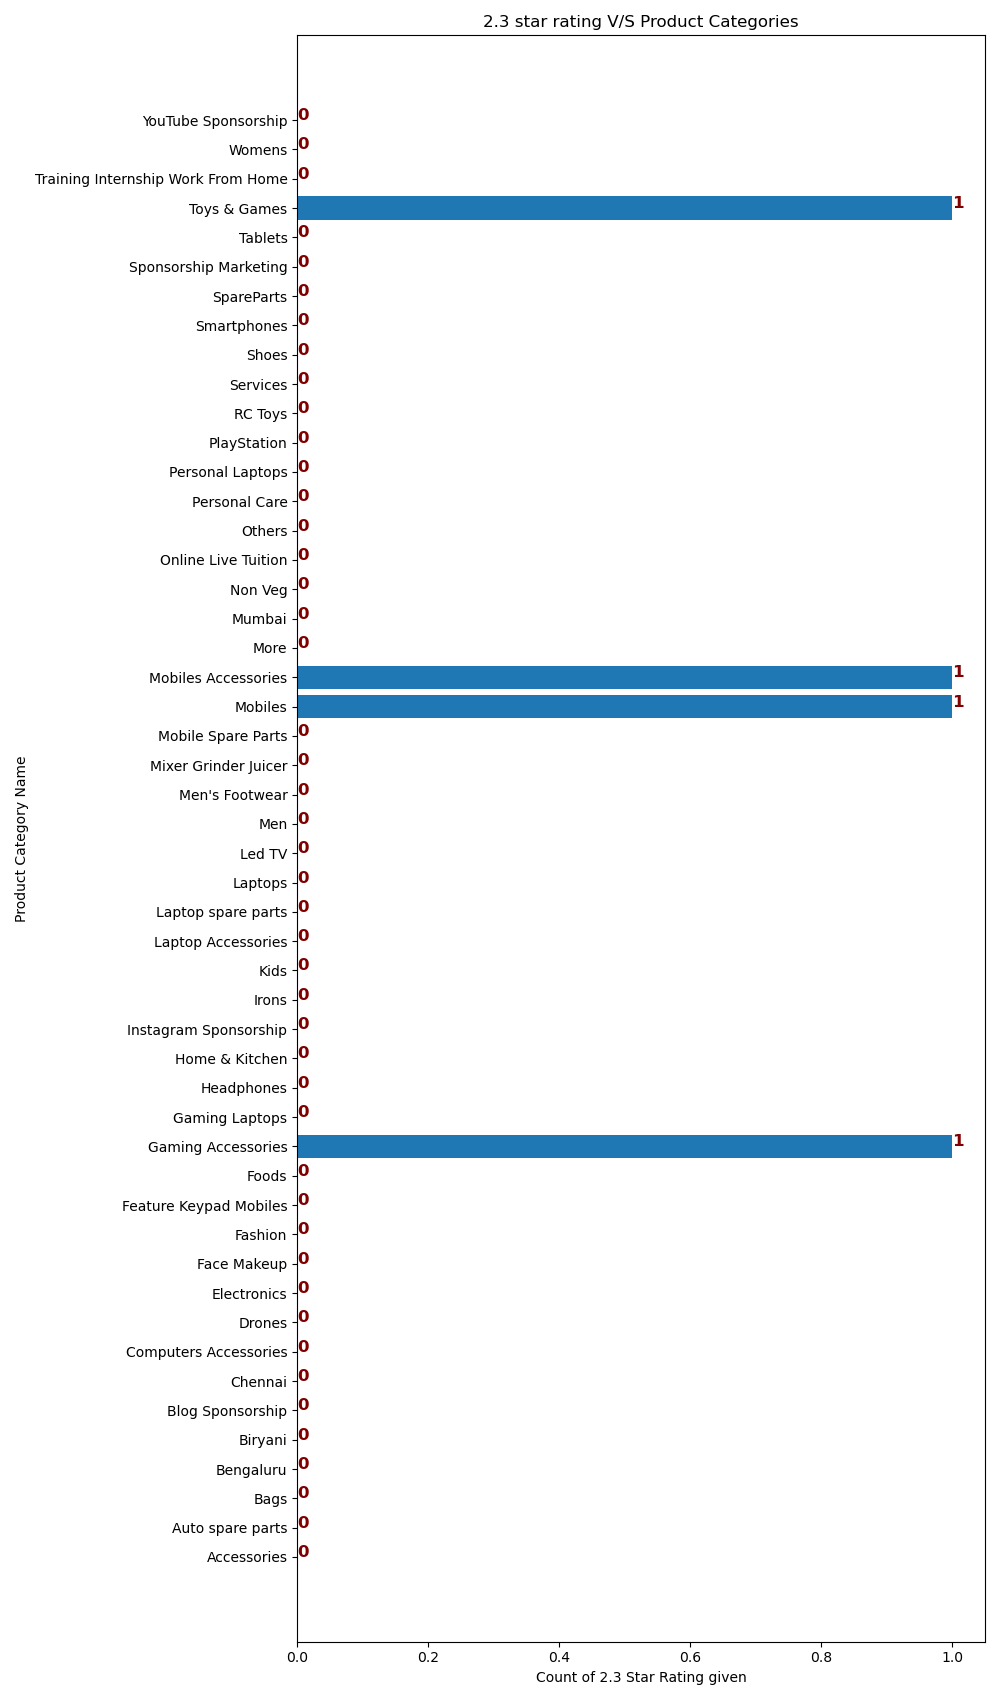 2.3 star rating V/S Product Categories
YouTube Sponsorship 0
Womens 0
Training Internship Work From Home 0
Toys & Games 1
Tablets 0
Sponsorship Marketing 0
SpareParts 0
Smartphones 0
Shoes 0
Services 0
RC Toys 0
PlayStation 0
Personal Laptops 0
Personal Care 0
Others 0
Online Live Tuition 0
Non Veg 0
Mumbai 0
More 0
Mobiles Accessories 1
Mobiles 1
Mobile Spare Parts 0
Mixer Grinder Juicer 0
Men's Footwear 0
Men 0
Led TV 0
Laptops 0
Laptop spare parts 0
Laptop Accessories 0
Kids 0
Irons 0
Instagram Sponsorship 0
Home & Kitchen 0
Headphones 0
Gaming Laptops 0
Gaming Accessories 1
Foods 0
Feature Keypad Mobiles 0
Fashion 0
Face Makeup 0
Electronics 0
Drones 0
Computers Accessories 0
Chennai 0
Blog Sponsorship 0
Biryani 0
Bengaluru 0
Bags 0
Auto spare parts 0
Accessories 0
Product Category Name
0.0 0.2 0.4 0.6 0.8 1.0
Count of 2.3 Star Rating given